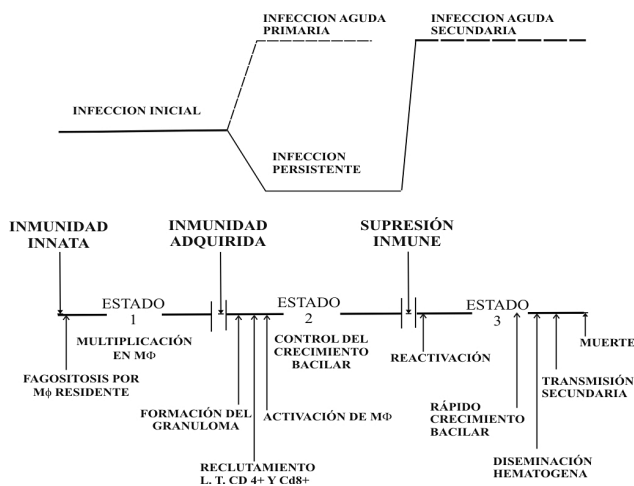 INFECCION AGUDA
PRIMARIA
INFECCION AGUDA
SECUNDARIA
INFECCION INICIAL
INFECCION
PERSISTENTE
INMUNIDAD
INNATA
INMUNIDAD
ADQUIRIDA
SUPRESIÓN
INMUNE
ESTADO
1
ESTADO
2
ESTADO
3
MULTIPLICACIÓN
EN MΦ
CONTROL DEL
CRECIMIENTO
BACILAR
REACTIVACIÓN
MUERTE
FAGOSITOSIS POR
Mϕ RESIDENTE
TRANSMISIÓN
SECUNDARIA
FORMACIÓN DEL
GRANULOMA
ACTIVACIÓN DE MΦ
RÁPIDO
CRECIMIENTO
BACILAR
RECLUTAMIENTO
L. T. CD 4+ Y Cd8+
DISEMINACIÓN
HEMATOGENA